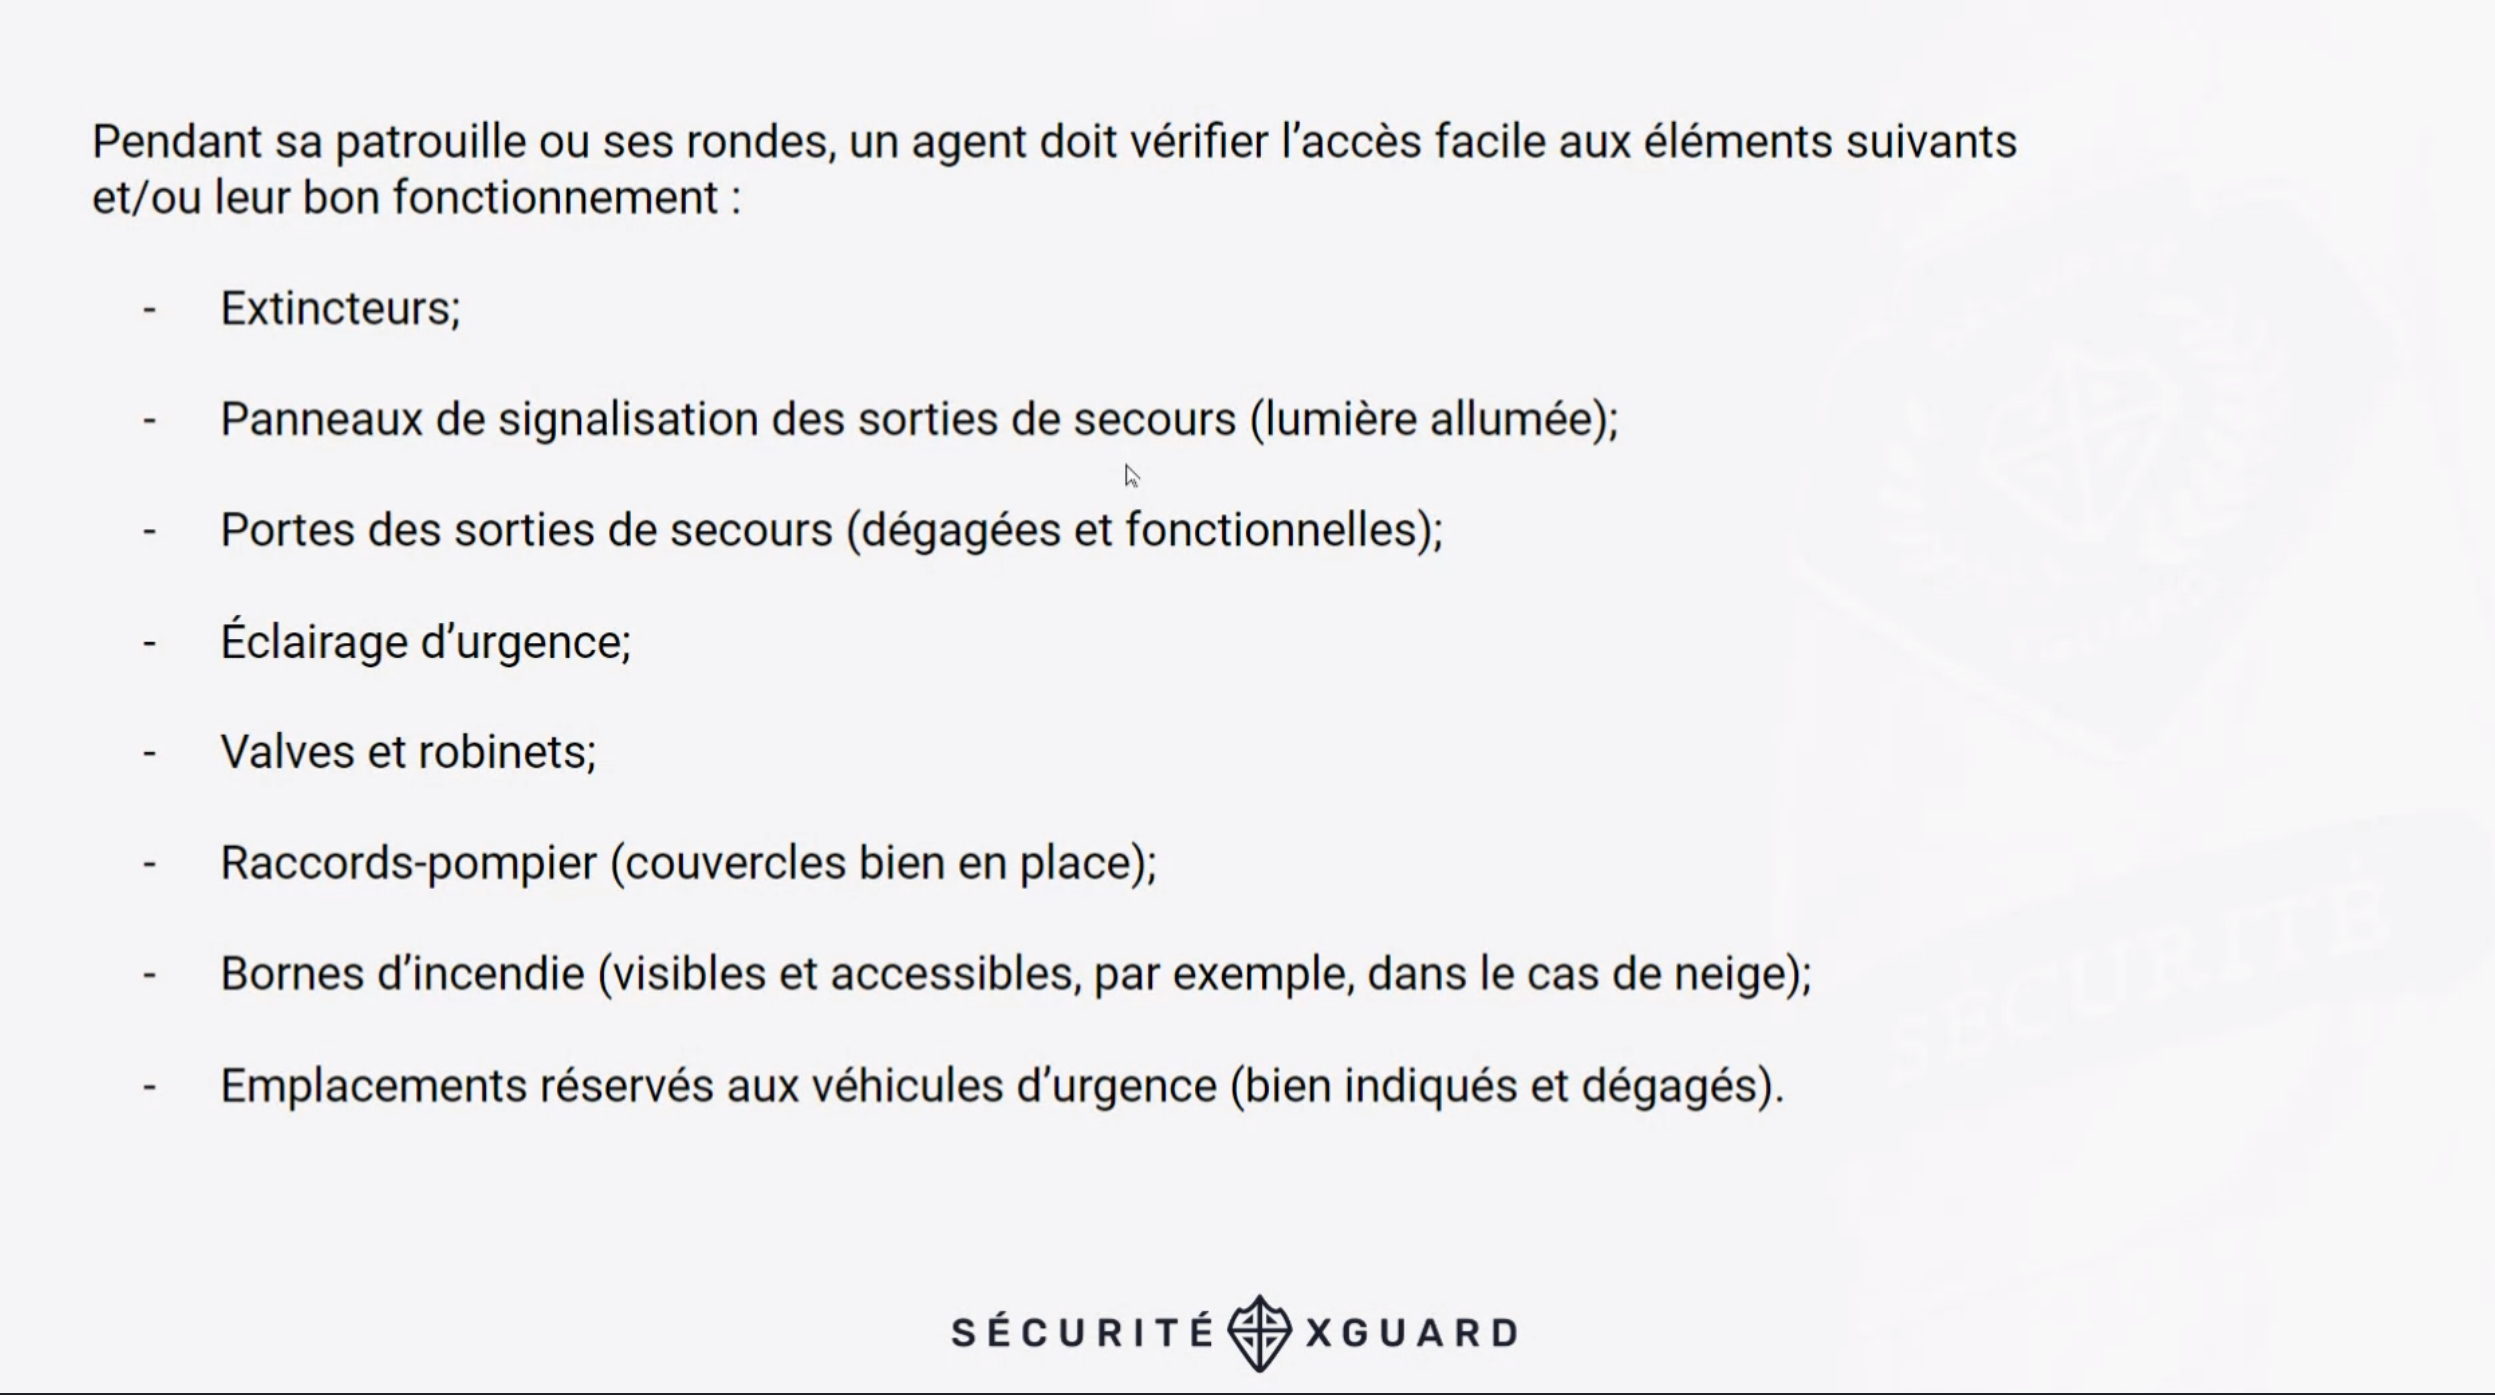 Pendant sa patrouille ou ses rondes, un agent doit vérifier l’accès facile aux éléments suivants
et/ou leur bon fonctionnement :
- Extincteurs;
- Panneaux de signalisation des sorties de secours (lumière allumée);
- Portes des sorties de secours (dégagées et fonctionnelles);
- Éclairage d’urgence;
- Valves et robinets;
- Raccords-pompier (couvercles bien en place);
- Bornes d’incendie (visibles et accessibles, par exemple, dans le cas de neige);
- Emplacements réservés aux véhicules d’urgence (bien indiqués et dégagés).
SÉCURITÉ
SÉCURITÉ XGUARD